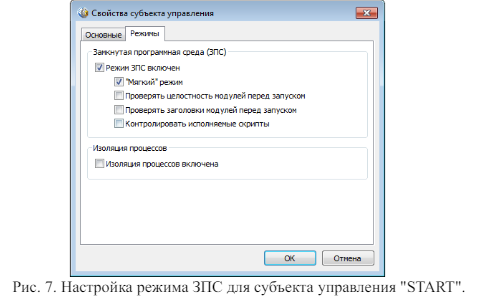 Свойства субъекта управления
Основные Режимы
Замкнутая программная среда (ЗПС)
Режим ЗПС включен
"Мягкий" режим
Проверять целостность модулей перед запуском
Проверять заголовки модулей перед запуском
Контролировать исполняемые скрипты
Изоляция процессов
Изоляция процессов включена
OK Отмена
Рис. 7. Настройка режима ЗПС для субъекта управления "START".